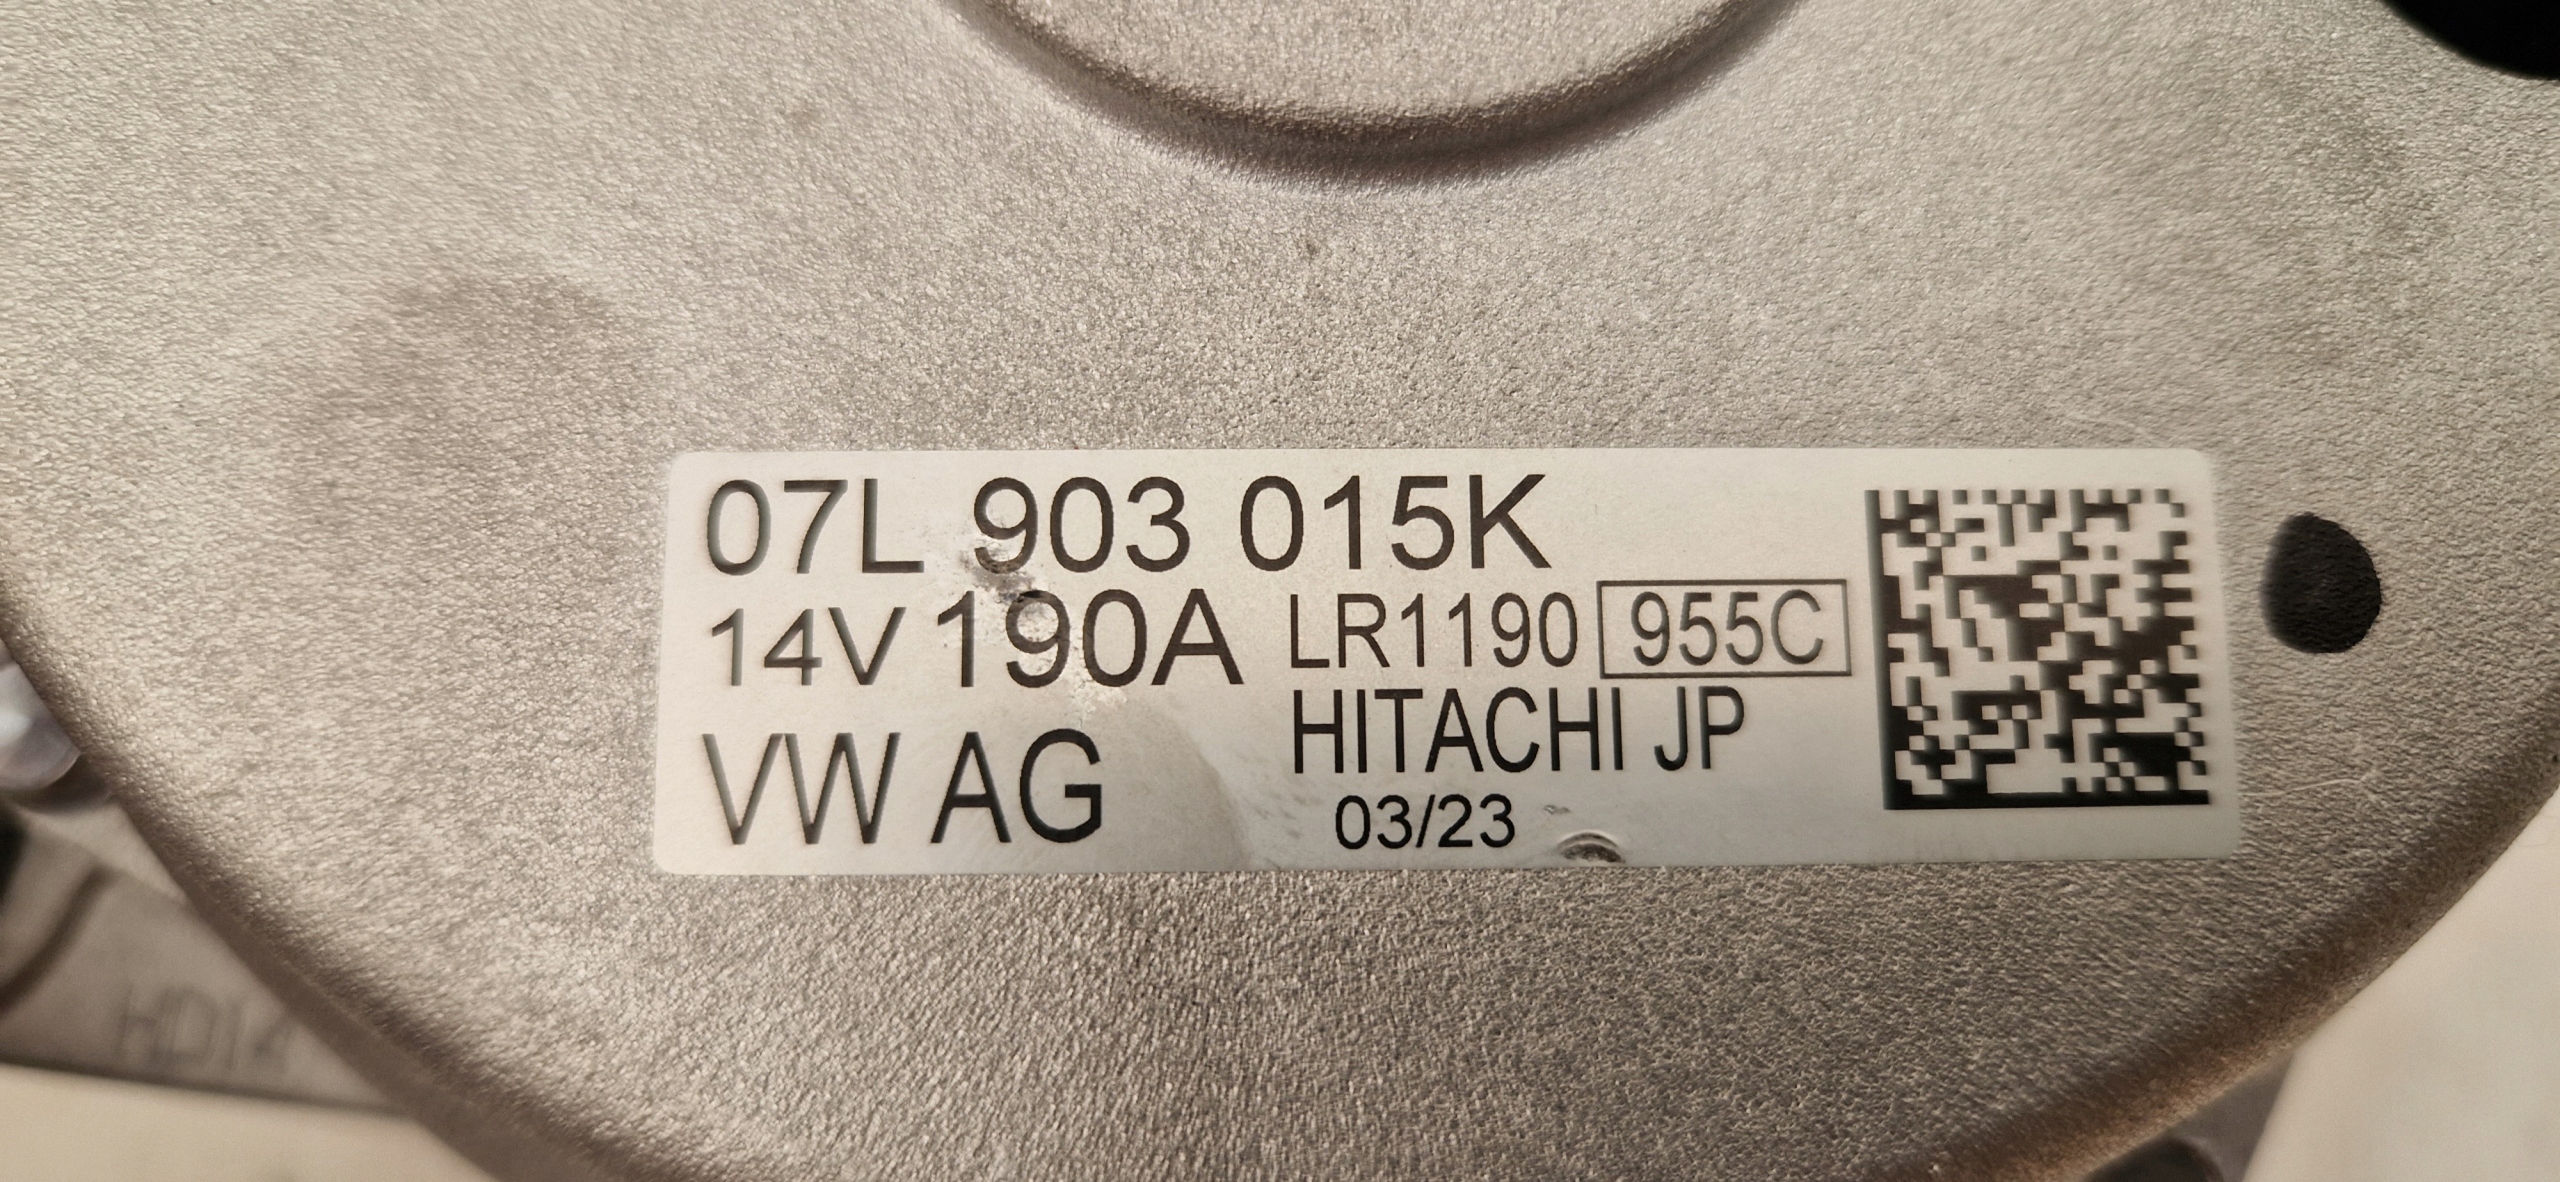 07L 903 015K
14V 190A LR1190 955C
VW AG HITACHI JP
03/23